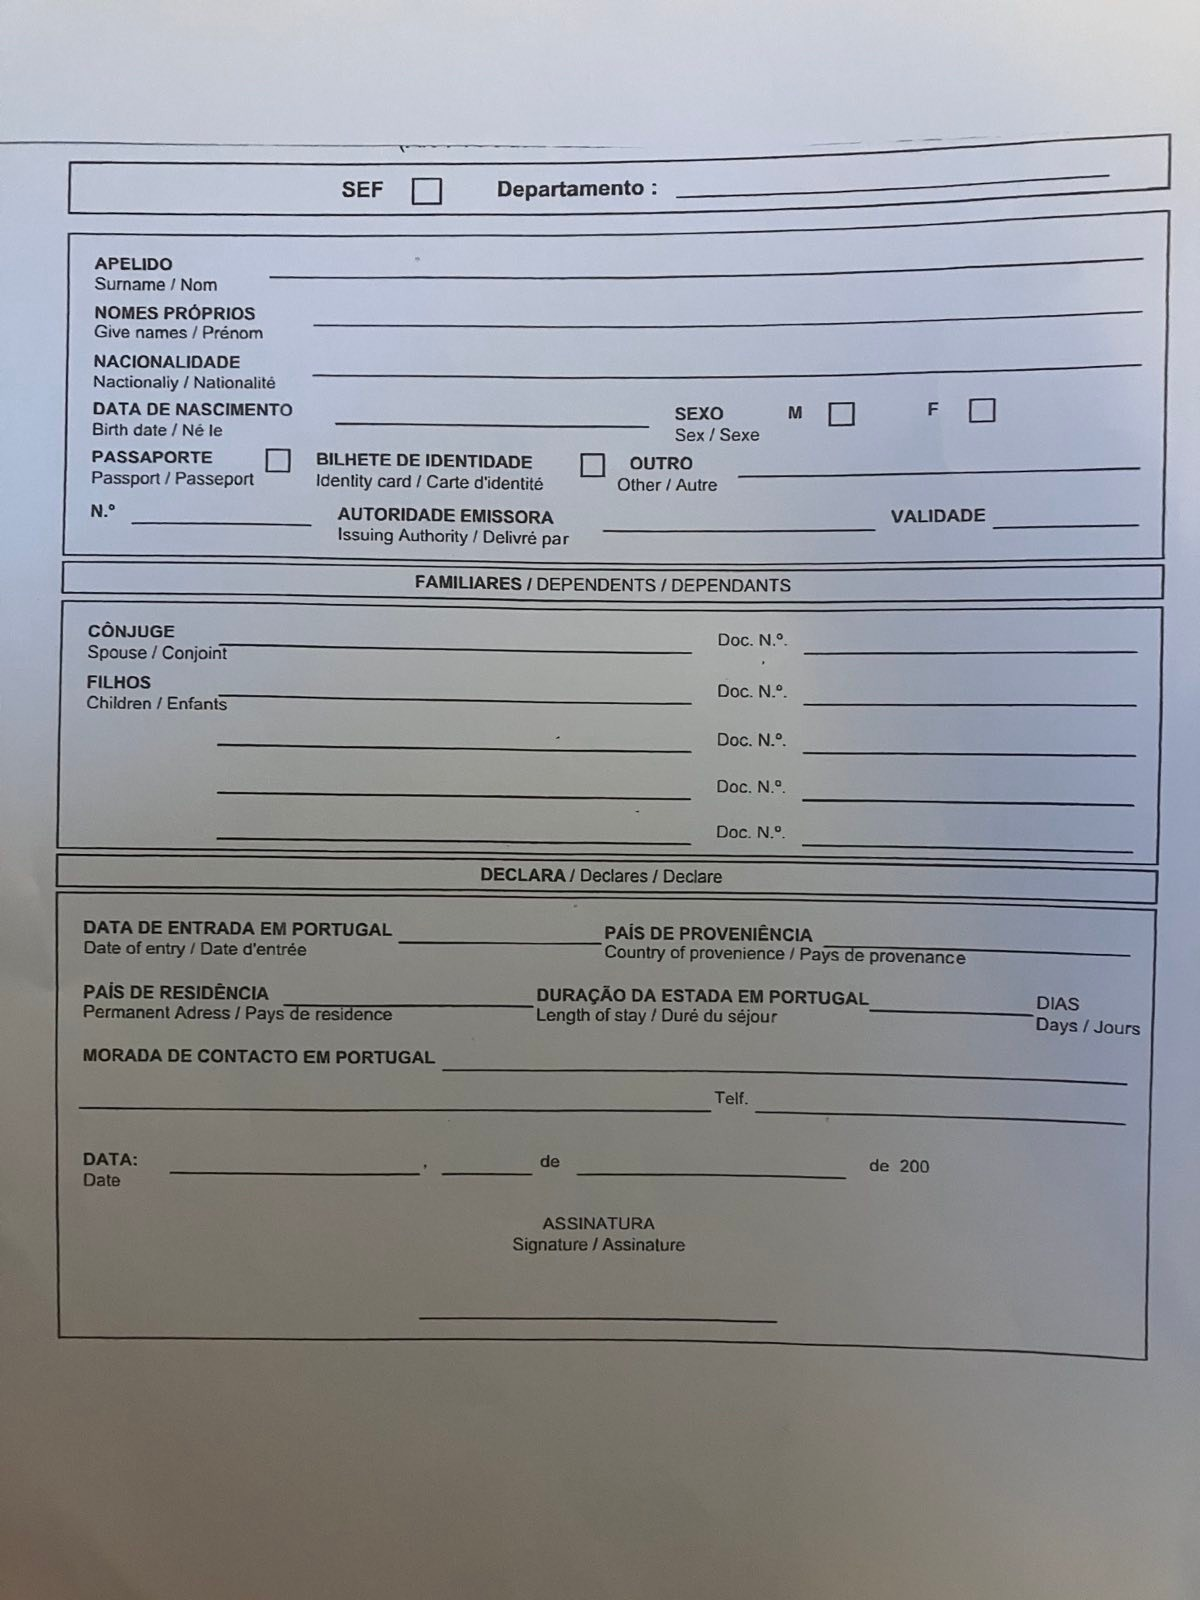 SEF Departamento :
APELIDO
Surname / Nom
NOMES PRÓPRIOS
Give names / Prénom
NACIONALIDADE
Nactionaliy / Nationalité
DATA DE NASCIMENTO SEXO M F
Birth date / Né le Sex / Sexe
PASSAPORTE BILHETE DE IDENTIDADE OUTRO
Passport / Passeport Identity card / Carte d'identité Other / Autre
N.º AUTORIDADE EMISSORA VALIDADE
Issuing Authority / Delivré par
FAMILIARES / DEPENDENTS / DEPENDANTS
CÔNJUGE Doc. N.º.
Spouse / Conjoint
FILHOS Doc. N.º.
Children / Enfants
Doc. N.º.
Doc. N.º.
Doc. N.º.
DECLARA / Declares / Declare
DATA DE ENTRADA EM PORTUGAL PAÍS DE PROVENIÊNCIA
Date of entry / Date d'entrée Country of provenience / Pays de provenance
PAÍS DE RESIDÊNCIA DURAÇÃO DA ESTADA EM PORTUGAL DIAS
Permanent Adress / Pays de residence Length of stay / Duré du séjour Days / Jours
MORADA DE CONTACTO EM PORTUGAL
Telf.
DATA: , de de 200
Date
ASSINATURA
Signature / Assinature